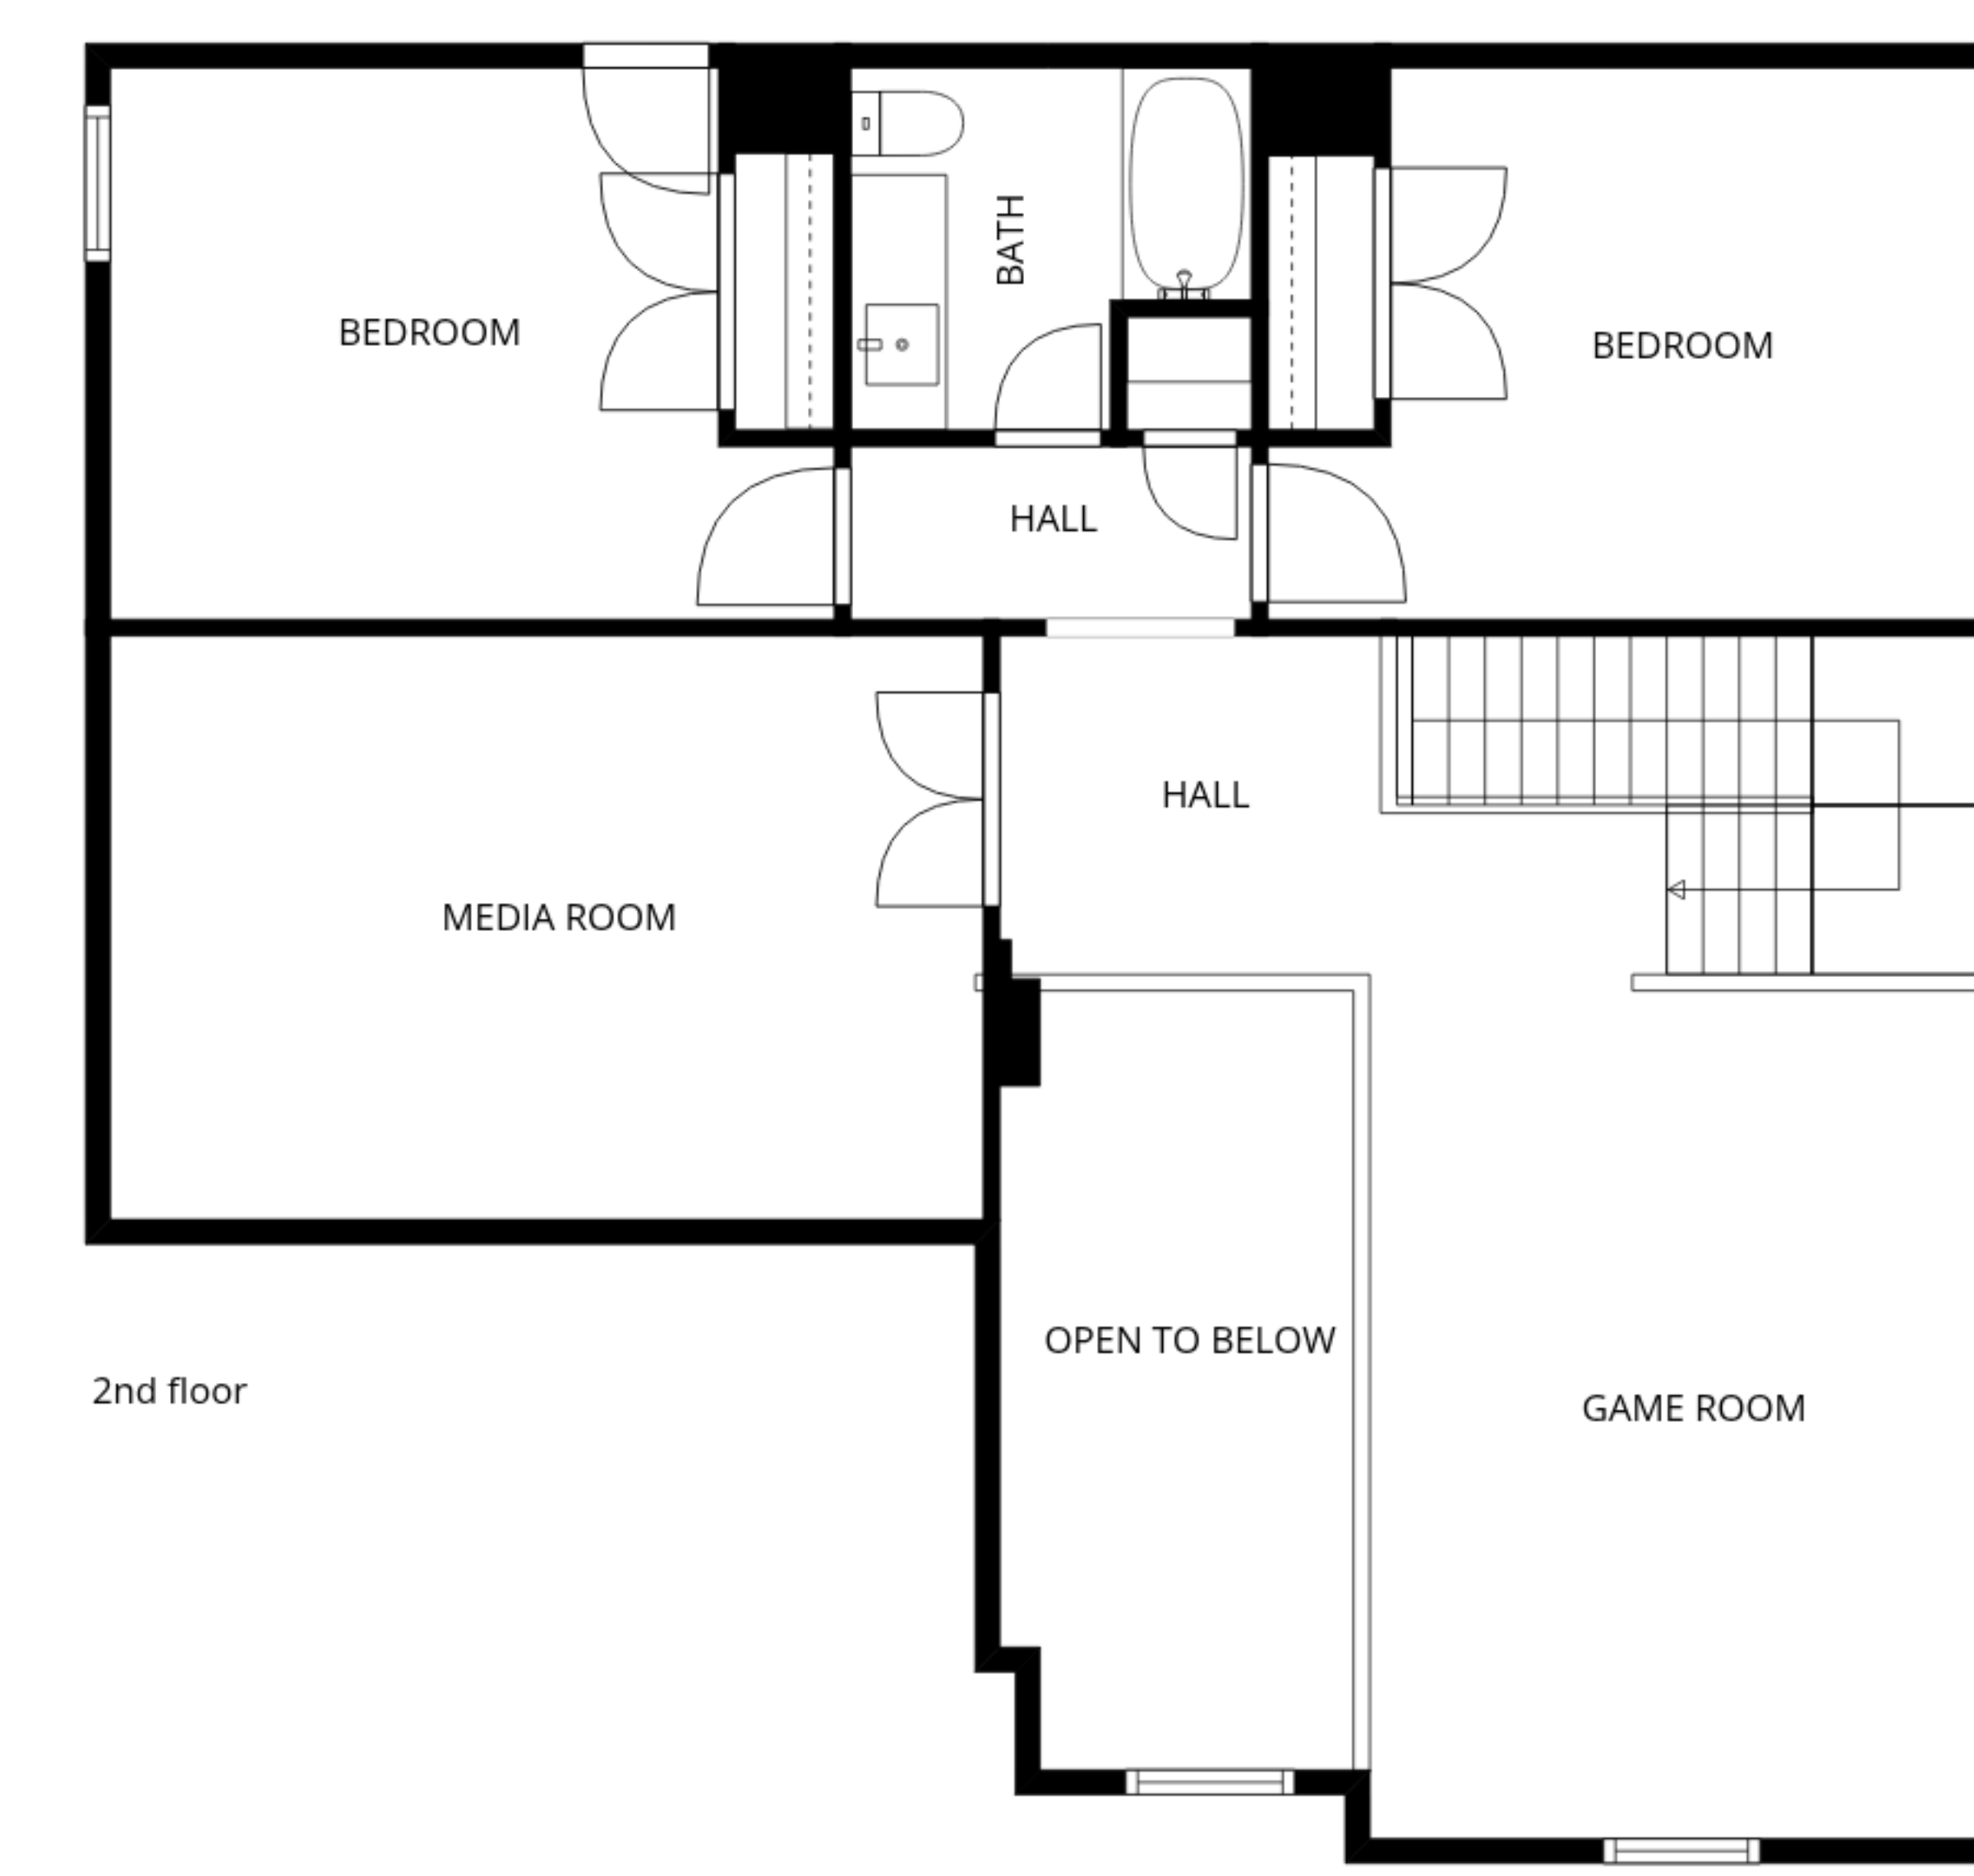 BATH
BEDROOM
BEDROOM
HALL
HALL
MEDIA ROOM
OPEN TO BELOW
2nd floor
GAME ROOM